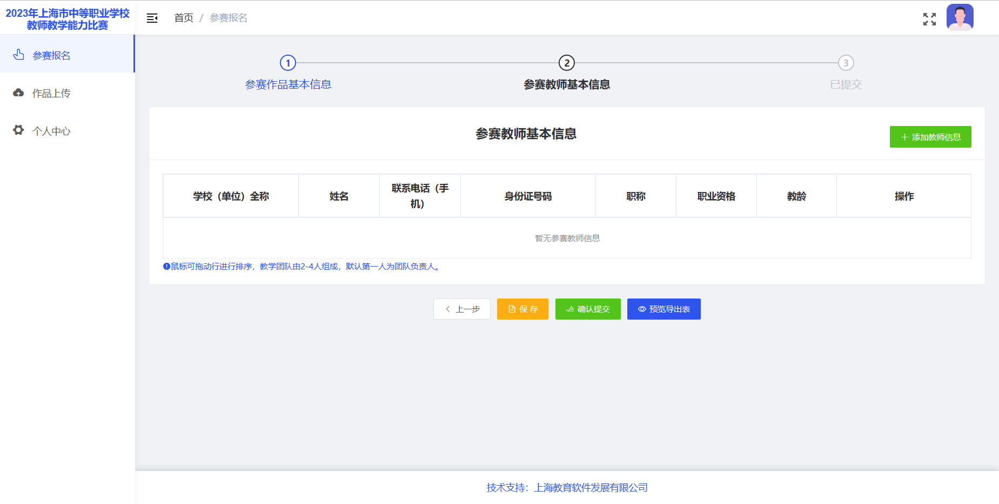 2023年上海市中等职业学校
教师教学能力比赛
首页 / 参赛报名
参赛报名
作品上传
个人中心
1
2
3
参赛作品基本信息
参赛教师基本信息
已提交
参赛教师基本信息
添加教师信息
学校（单位）全称
姓名
联系电话（手
机）
身份证号码
职称
职业资格
教龄
操作
暂无参赛教师信息
鼠标可拖动行进行排序，教学团队由2-4人组成，默认第一人为团队负责人。
上一步
保 存
确认提交
预览导出表
技术支持：上海教育软件发展有限公司